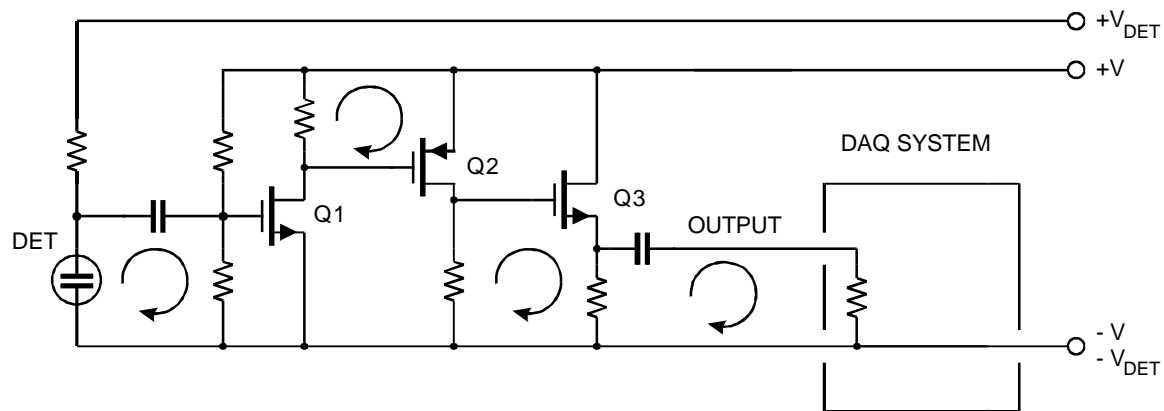 +V_DET
+V
DAQ SYSTEM
Q2
Q3
Q1
OUTPUT
DET
- V
- V_DET